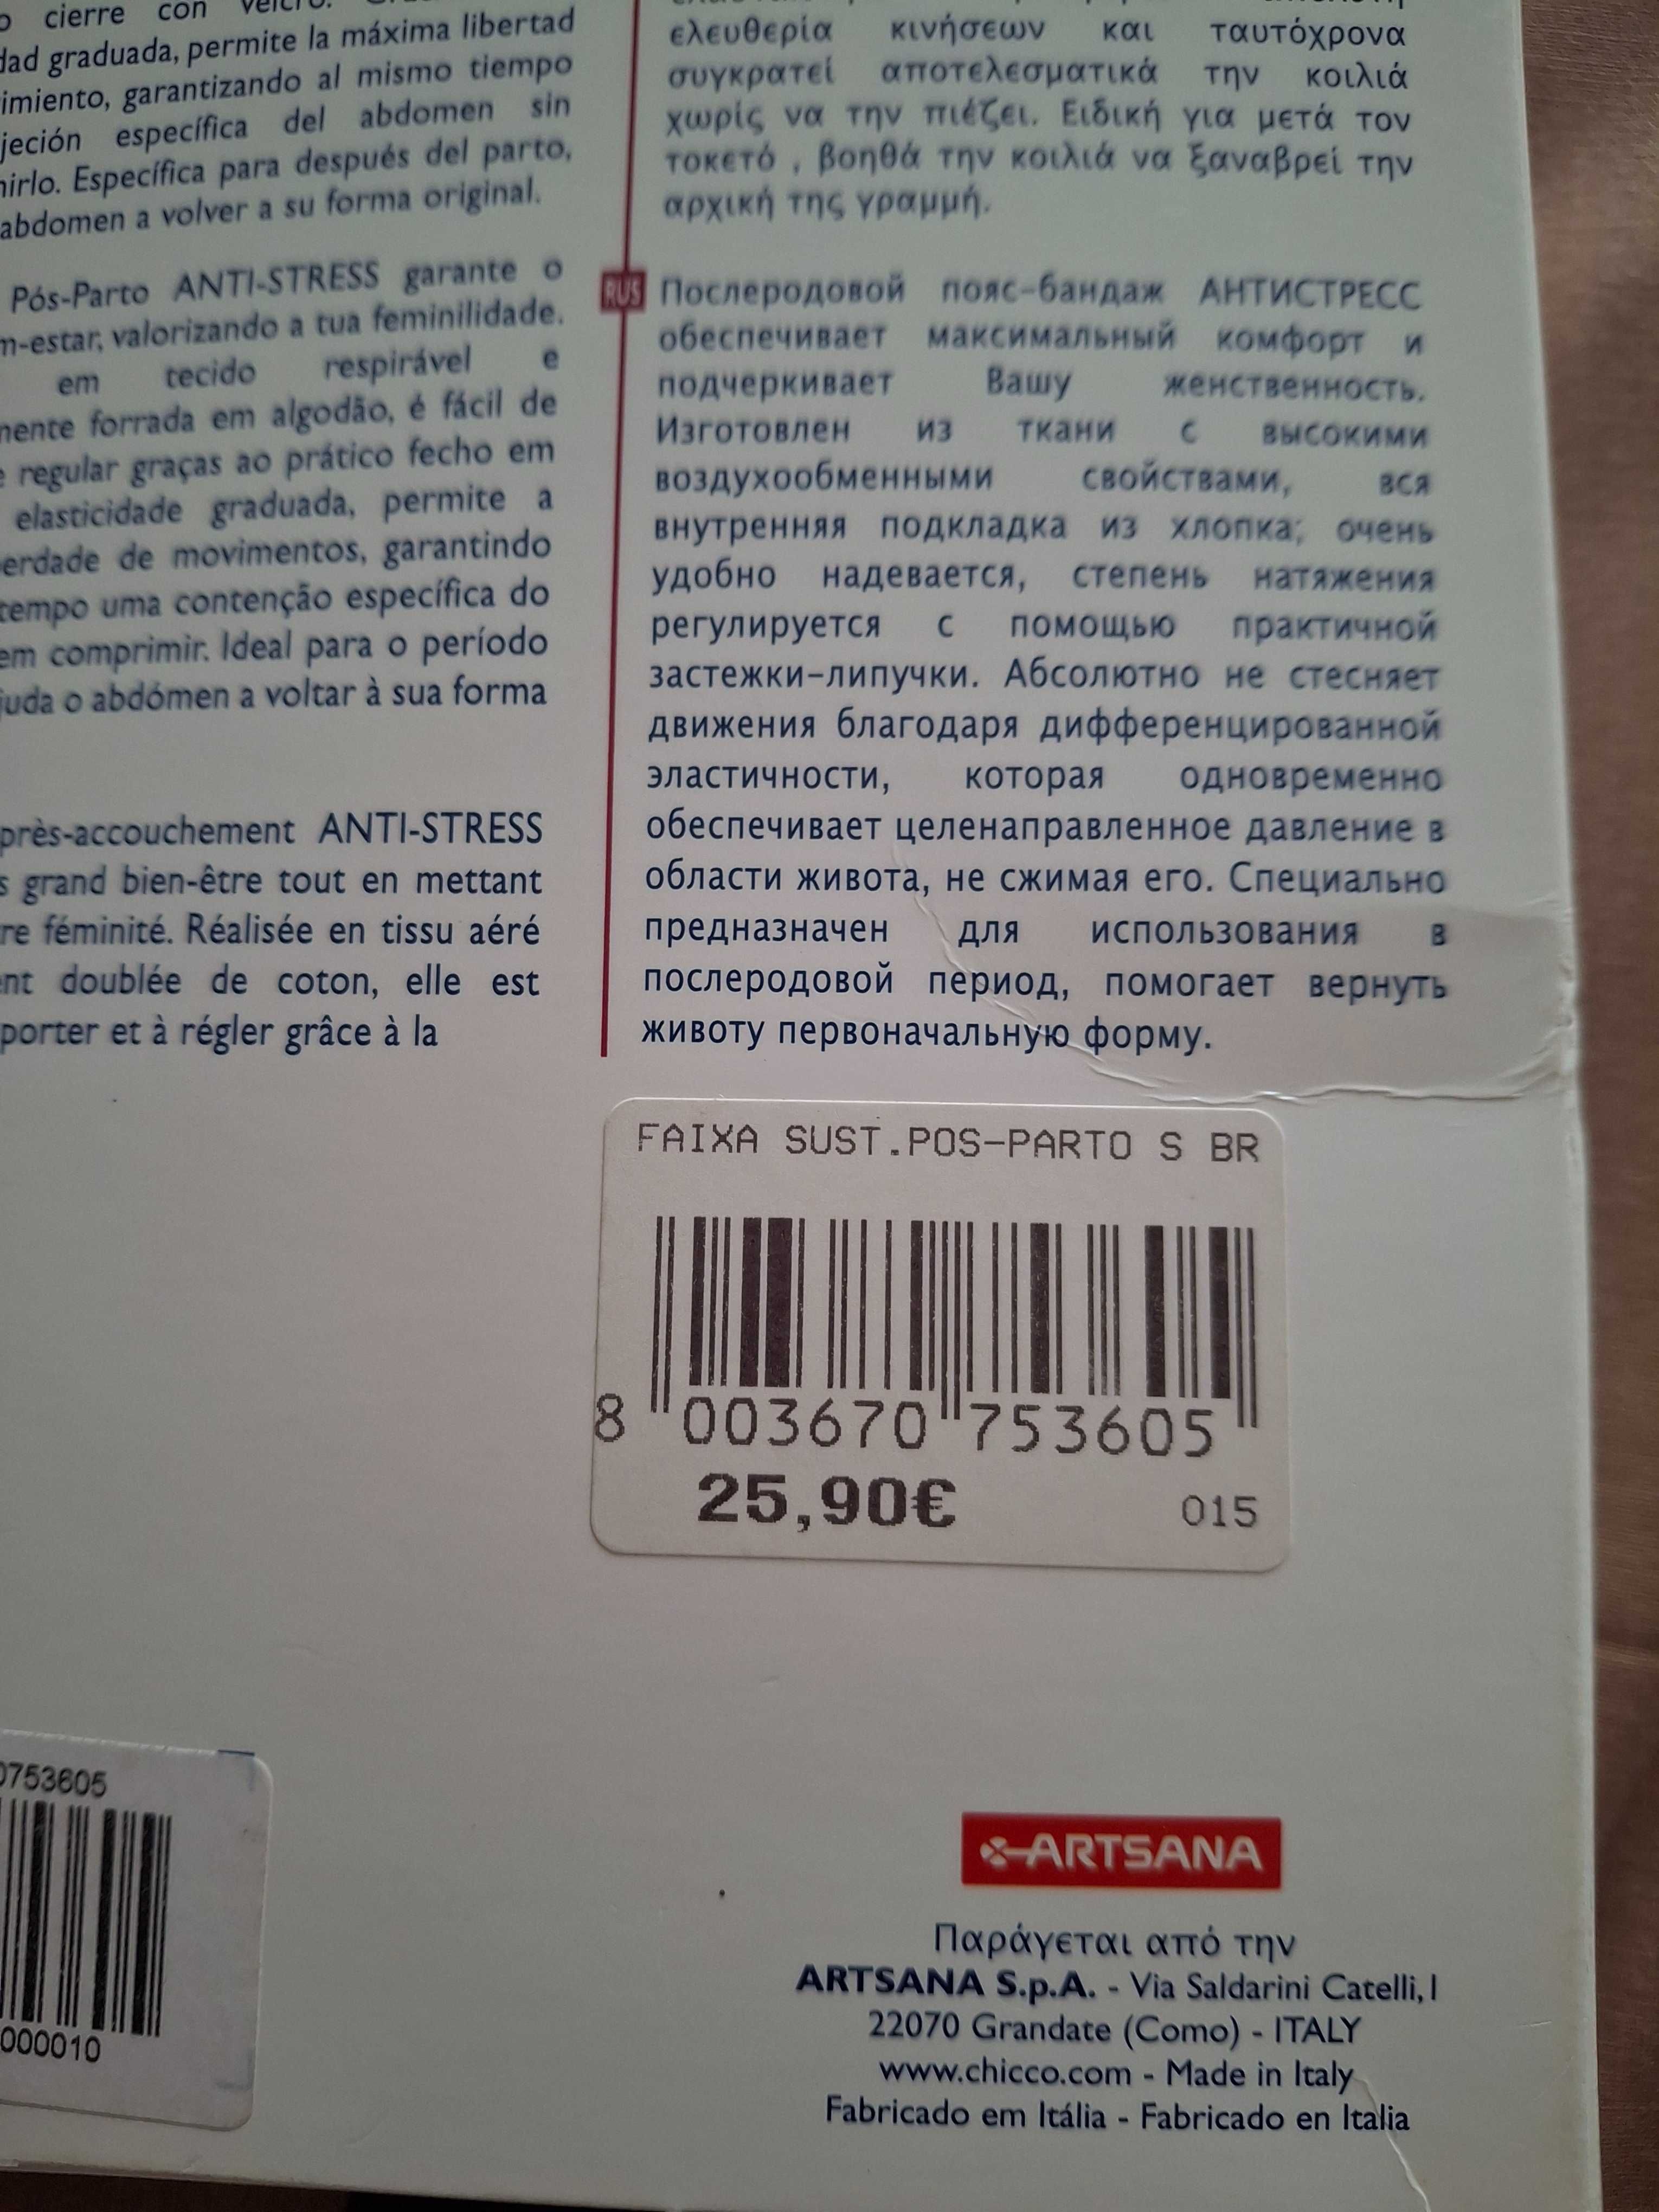 o cierre con velcro.
dad graduada, permite la máxima libertad
imiento, garantizando al mismo tiempo
jeción específica del abdomen sin
nirlo. Específica para después del parto,
abdomen a volver a su forma original.
Pós-Parto ANTI-STRESS garante o
m-estar, valorizando a tua feminilidade.
em tecido respirável e
mente forrada em algodão, é fácil de
e regular graças ao prático fecho em
elasticidade graduada, permite a
erdade de movimentos, garantindo
tempo uma contenção específica do
em comprimir. Ideal para o período
juda o abdómen a voltar à sua forma
près-accouchement ANTI-STRESS
s grand bien-être tout en mettant
re féminité. Réalisée en tissu aéré
nt doublée de coton, elle est
porter et à régler grâce à la
ελευθερία κινήσεων και ταυτόχρονα
συγκρατεί αποτελεσματικά την κοιλιά
χωρίς να την πιέζει. Ειδική για μετά τον
τοκετό , βοηθά την κοιλιά να ξαναβρεί την
αρχική της γραμμή.
RUS Послеродовой пояс-бандаж АНТИСТРЕСС
обеспечивает максимальный комфорт и
подчеркивает Вашу женственность.
Изготовлен из ткани с высокими
воздухообменными свойствами, вся
внутренняя подкладка из хлопка; очень
удобно надевается, степень натяжения
регулируется с помощью практичной
застежки-липучки. Абсолютно не стесняет
движения благодаря дифференцированной
эластичности, которая одновременно
обеспечивает целенаправленное давление в
области живота, не сжимая его. Специально
предназначен для использования в
послеродовой период, помогает вернуть
животу первоначальную форму.
FAIXA SUST.POS-PARTO S BR
8 003670 753605
25,90€ 015
0753605
000010
ARTSANA
Παράγεται από την
ARTSANA S.p.A. - Via Saldarini Catelli, 1
22070 Grandate (Como) - ITALY
www.chicco.com - Made in Italy
Fabricado em Itália - Fabricado en Italia